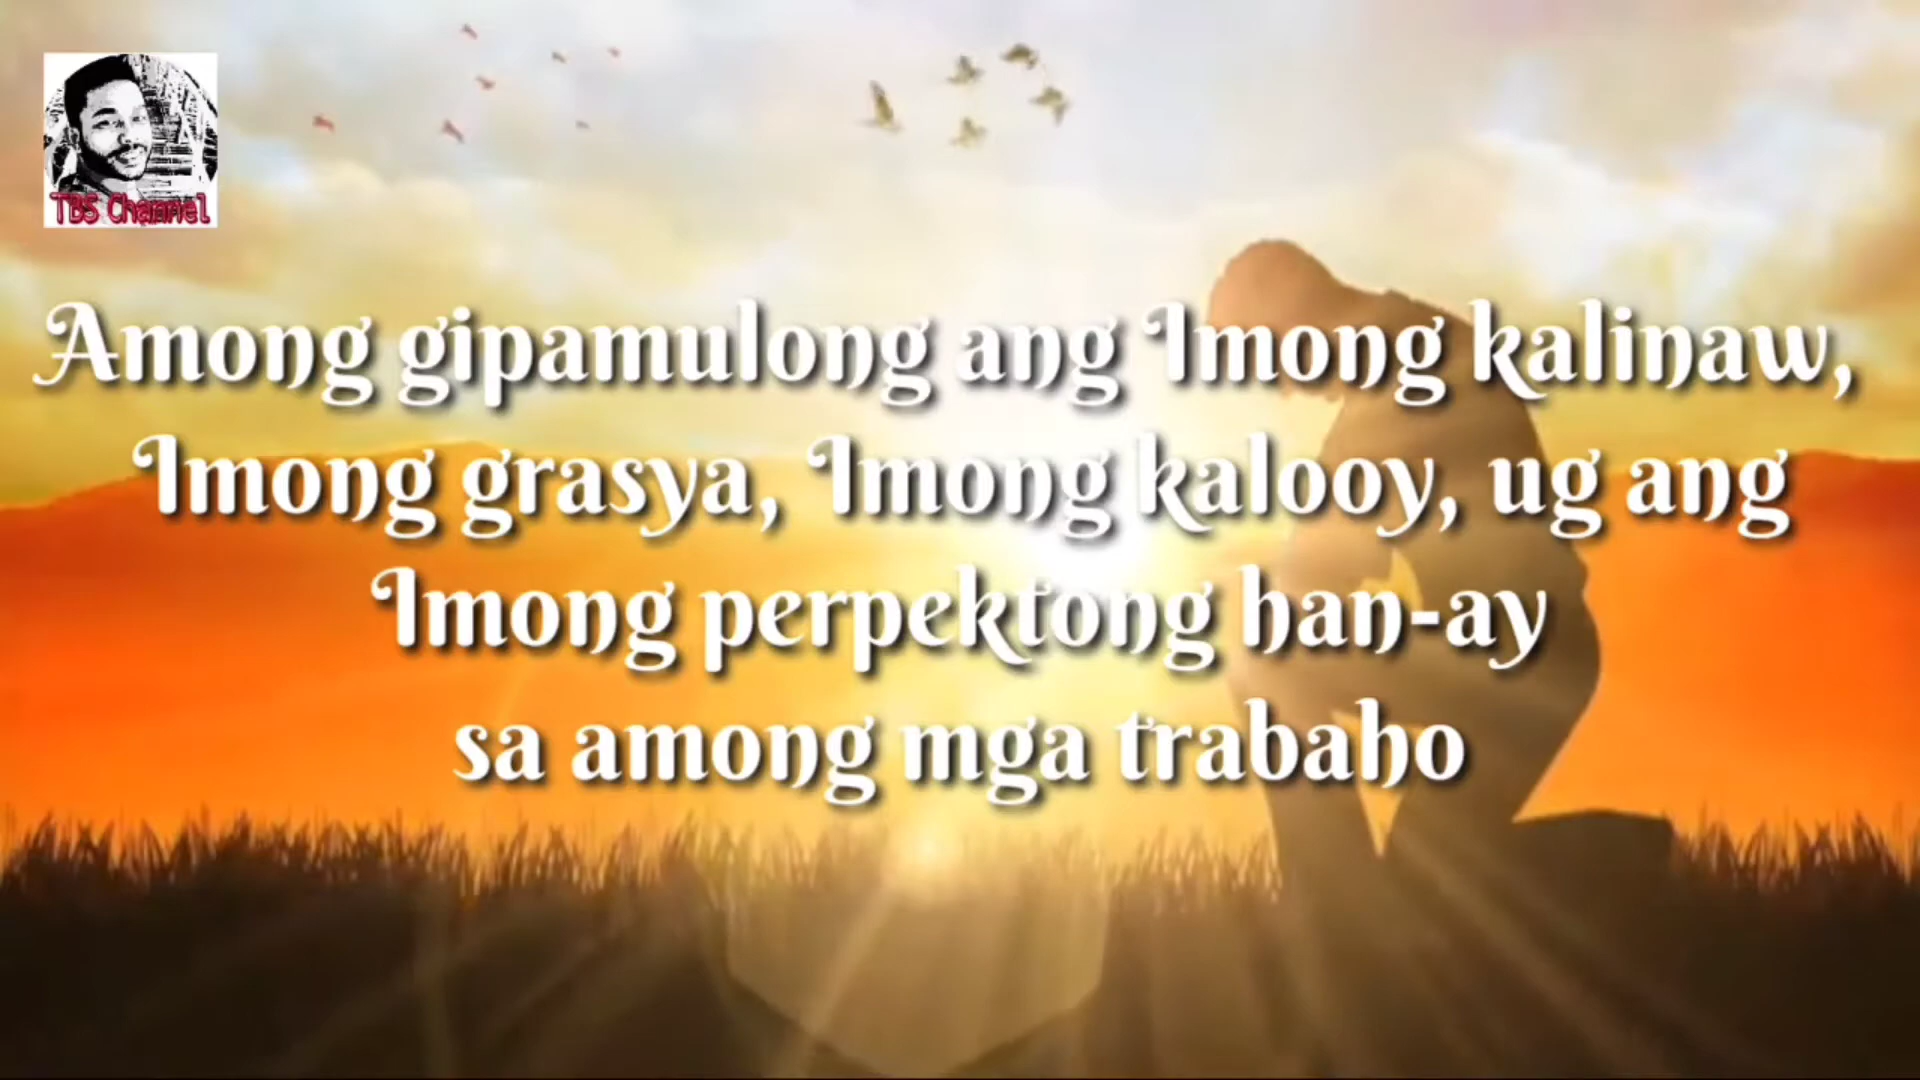 TBS Channel
Among gipamulong ang Imong kalinaw,
Imong grasya, Imong kalooy, ug ang
Imong perpektong han-ay
sa among mga trabaho